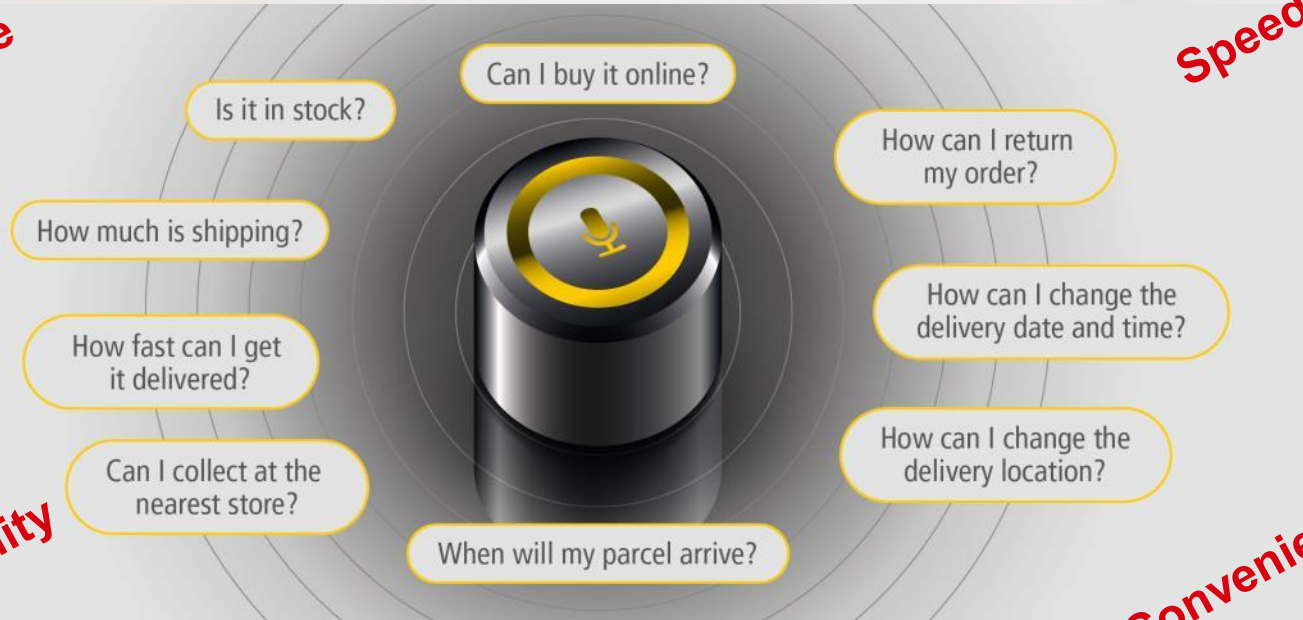 Speed
Can I buy it online?
Is it in stock?
How can I return
my order?
How much is shipping?
How can I change the
delivery date and time?
How fast can I get
it delivered?
How can I change the
delivery location?
Can I collect at the
nearest store?
When will my parcel arrive?